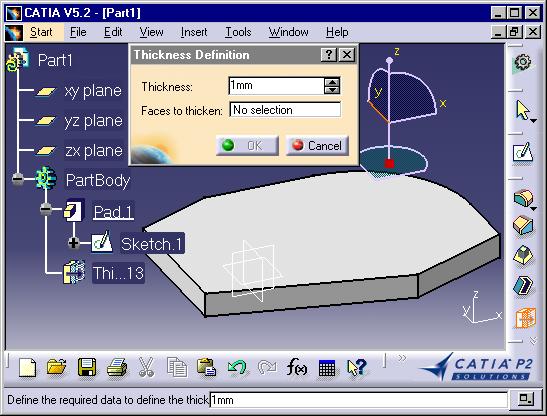 CATIA V5.2 - [Part1]
Start File Edit View Insert Tools Window Help
Part1
xy plane
yz plane
zx plane
PartBody
Pad.1
Sketch.1
Thi...13
Thickness Definition
Thickness: 1mm
Faces to thicken: No selection
OK Cancel
z
y
x
z
y x
f(x)
CATIA P2
SOLUTIONS
Define the required data to define the thick 1mm